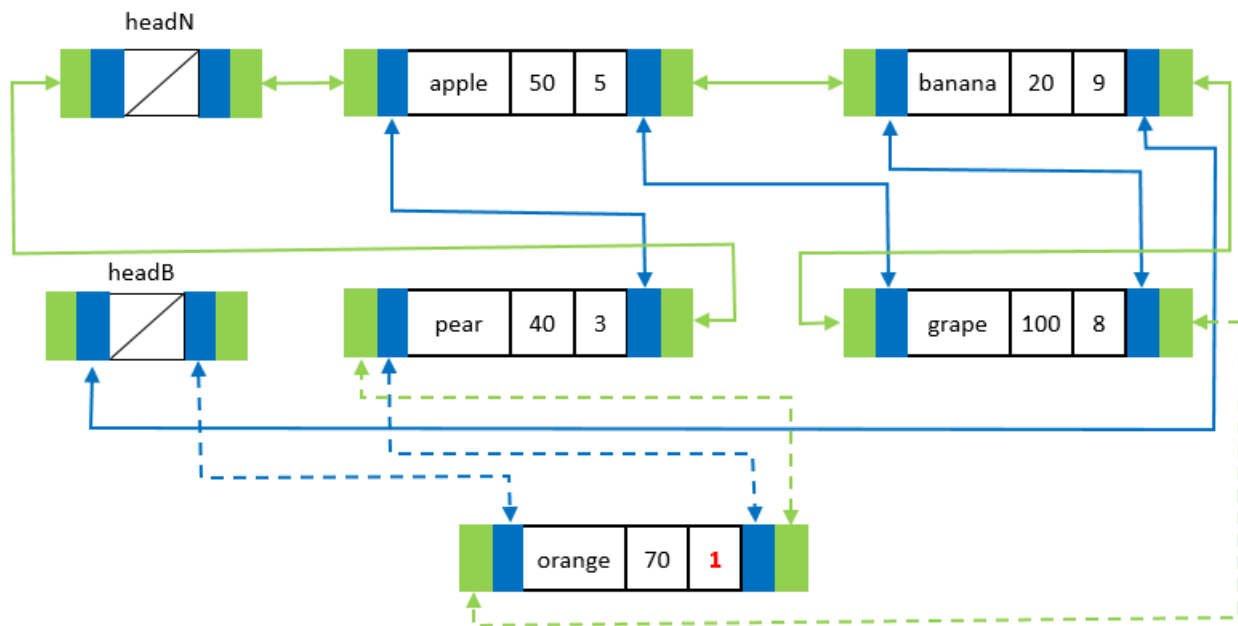 headN
apple 50 5
banana 20 9
headB
pear 40 3
grape 100 8
orange 70 1